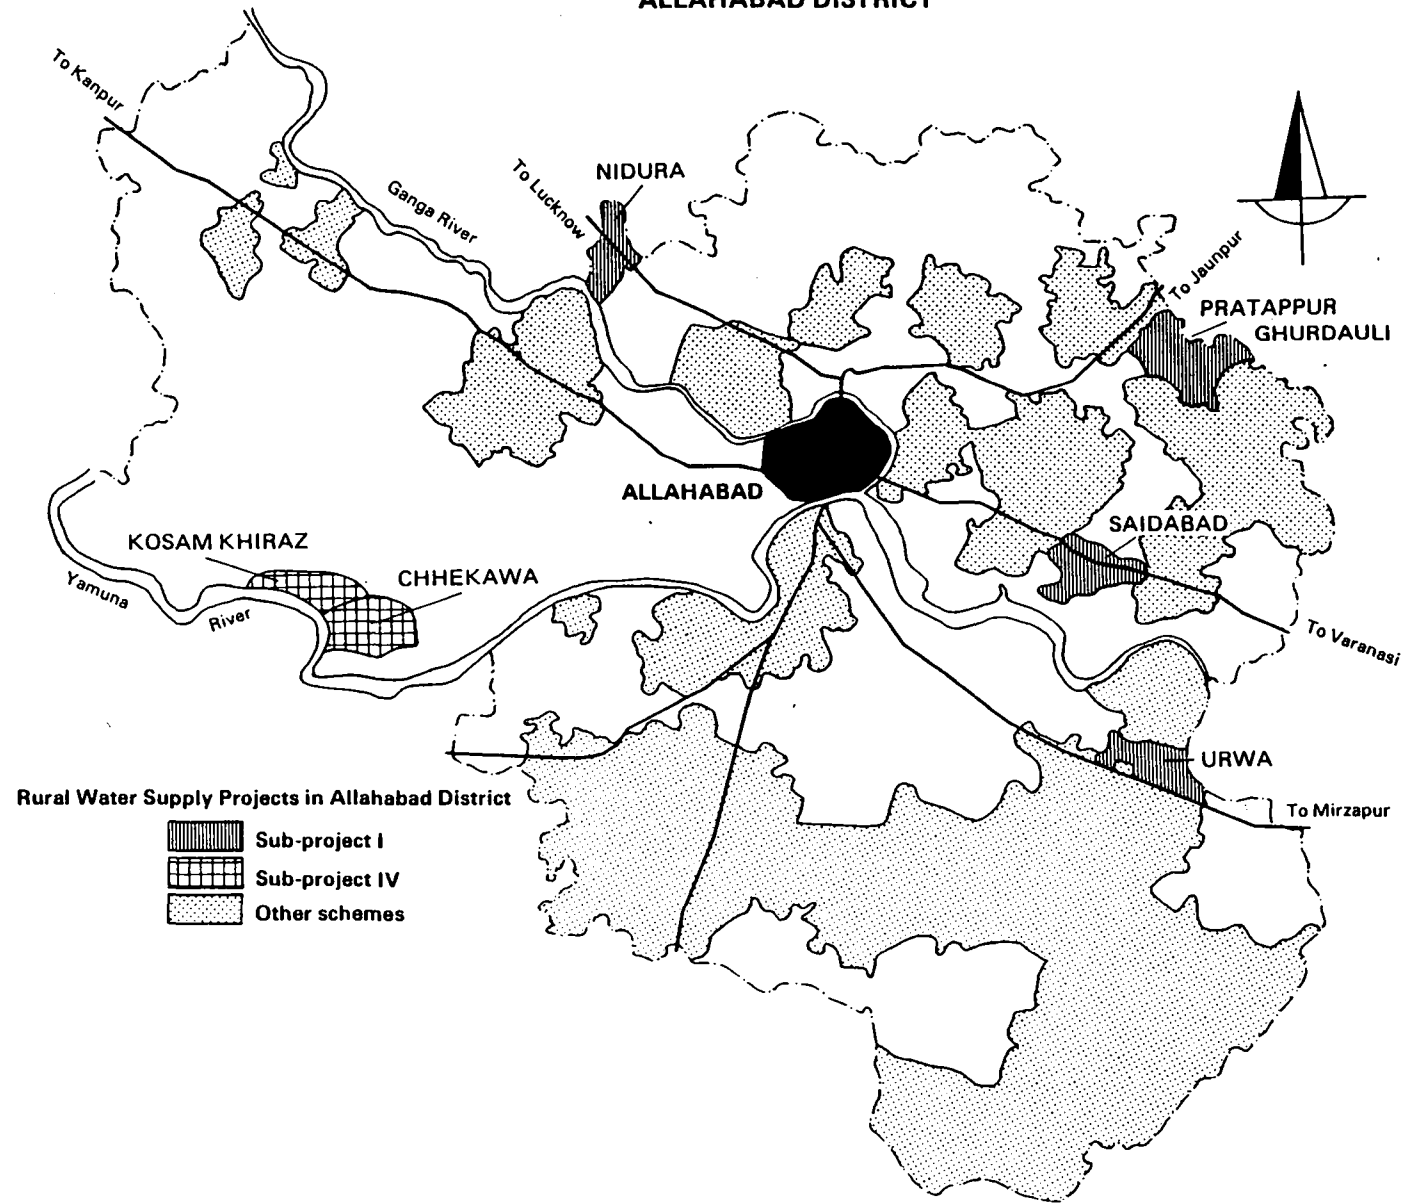 ALLAHABAD DISTRICT
To Kanpur
To Lucknow
NIDURA
Ganga River
To Jaunpur
PRATAPPUR
GHURDAULI
ALLAHABAD
SAIDABAD
KOSAM KHIRAZ
CHHEKAWA
Yamuna
River
To Varanasi
URWA
Rural Water Supply Projects in Allahabad District
To Mirzapur
Sub-project I
Sub-project IV
Other schemes